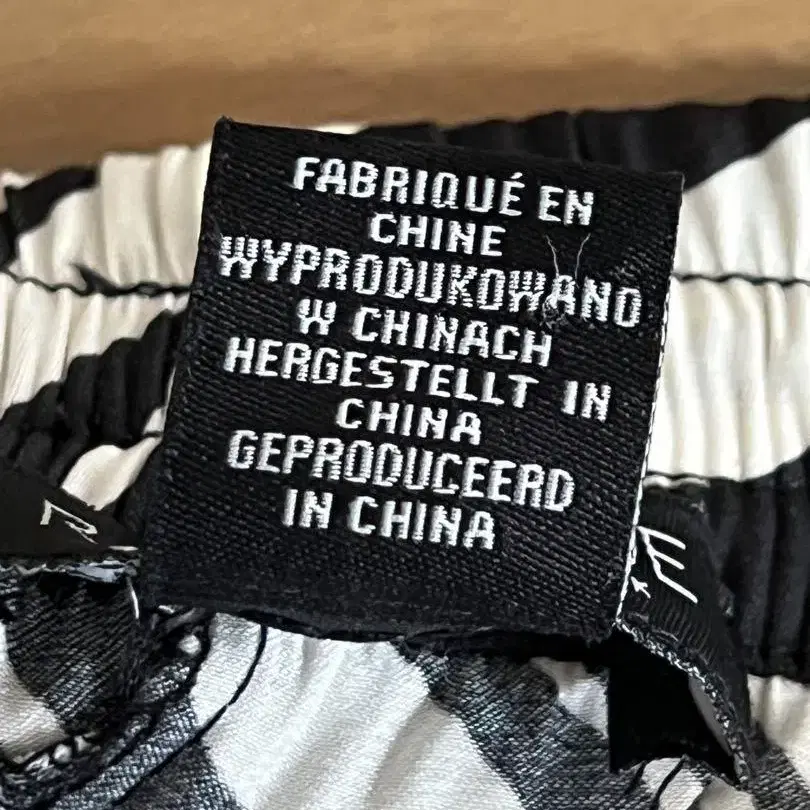 FABRIQUÉ EN
CHINE
WYPRODUKOWANO
W CHINACH
HERGESTELLT IN
CHINA
GEPRODUCEERD
IN CHINA